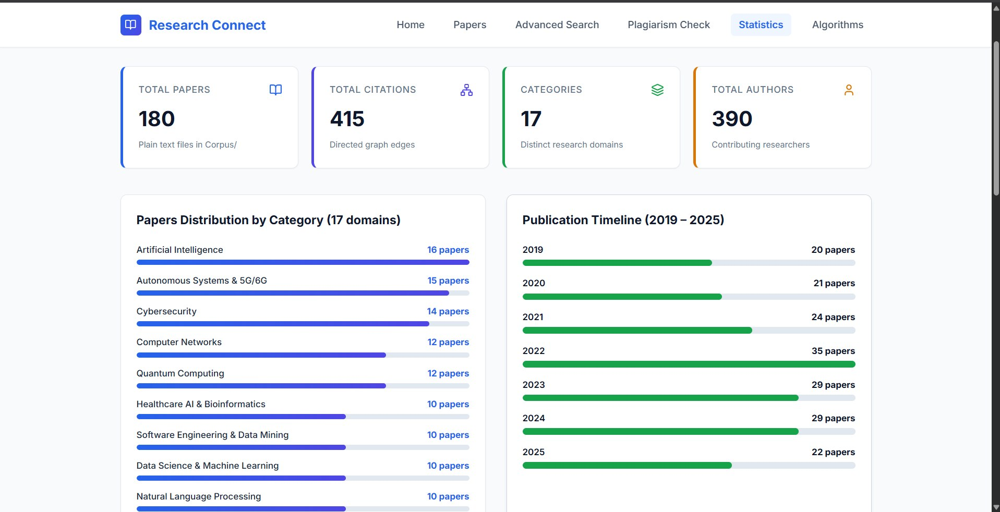 Research Connect
Home Papers Advanced Search Plagiarism Check Statistics Algorithms
TOTAL PAPERS
180
Plain text files in Corpus/
TOTAL CITATIONS
415
Directed graph edges
CATEGORIES
17
Distinct research domains
TOTAL AUTHORS
390
Contributing researchers
Papers Distribution by Category (17 domains)
Artificial Intelligence 16 papers
Autonomous Systems & 5G/6G 15 papers
Cybersecurity 14 papers
Computer Networks 12 papers
Quantum Computing 12 papers
Healthcare AI & Bioinformatics 10 papers
Software Engineering & Data Mining 10 papers
Data Science & Machine Learning 10 papers
Natural Language Processing 10 papers
Publication Timeline (2019 – 2025)
2019 20 papers
2020 21 papers
2021 24 papers
2022 35 papers
2023 29 papers
2024 29 papers
2025 22 papers